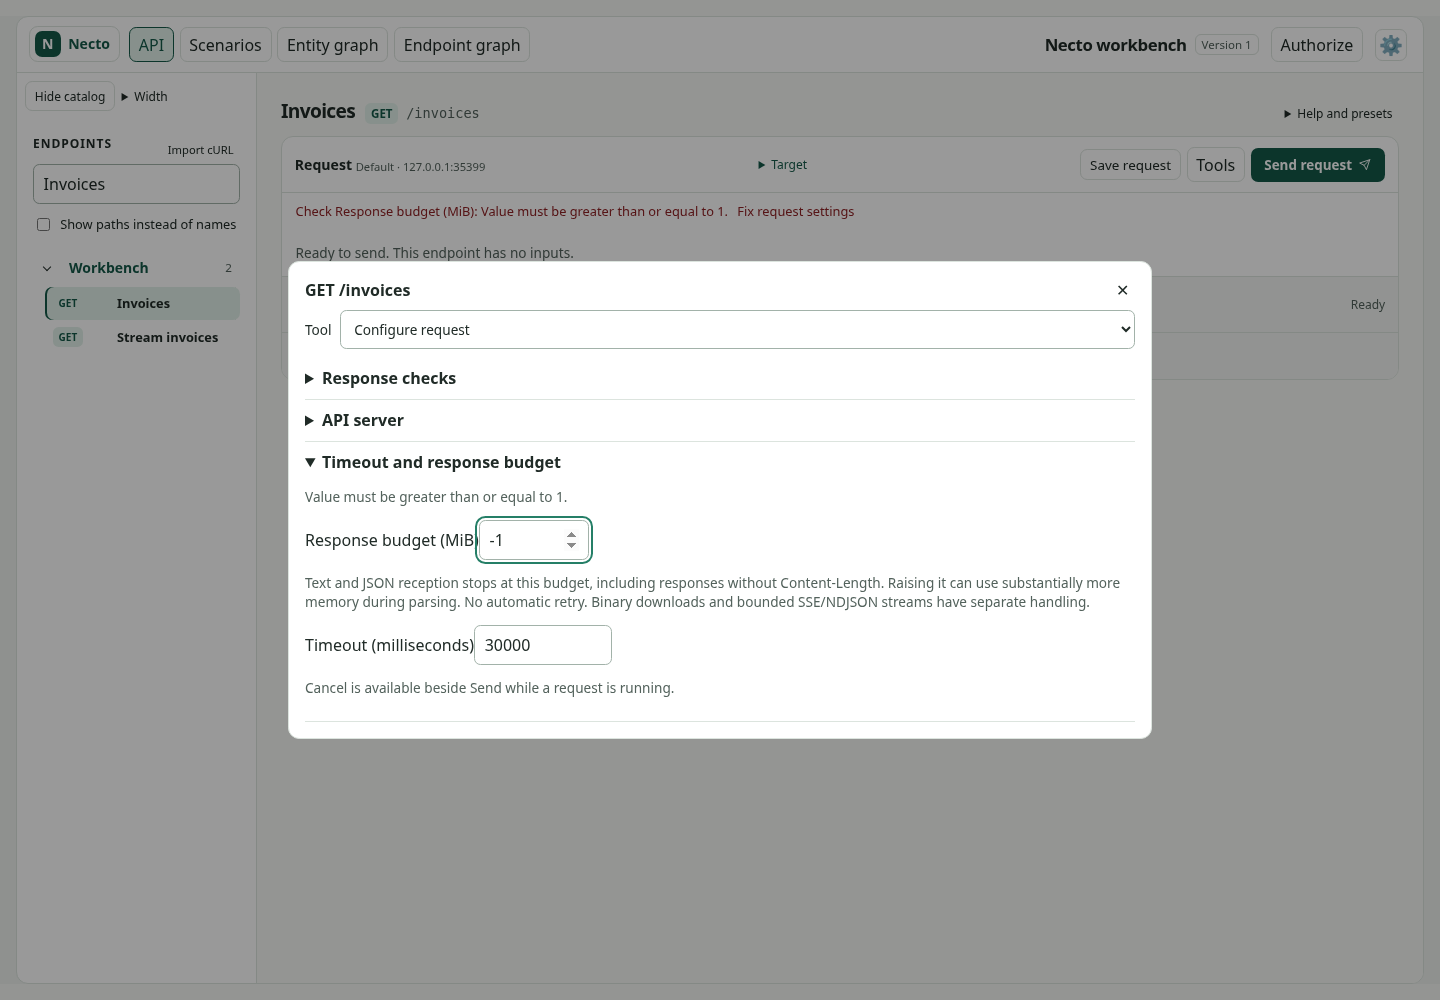 N Necto API Scenarios Entity graph Endpoint graph Necto workbench Version 1 Authorize
Hide catalog Width
ENDPOINTS Import cURL
Invoices
Show paths instead of names
Workbench 2
GET Invoices
GET Stream invoices
Invoices GET /invoices Help and presets
Request Default · 127.0.0.1:35399 Target Save request Tools Send request
Check Response budget (MiB): Value must be greater than or equal to 1. Fix request settings
Ready to send. This endpoint has no inputs.
Ready
GET /invoices
Tool Configure request
Response checks
API server
Timeout and response budget
Value must be greater than or equal to 1.
Response budget (MiB) -1
Text and JSON reception stops at this budget, including responses without Content-Length. Raising it can use substantially more
memory during parsing. No automatic retry. Binary downloads and bounded SSE/NDJSON streams have separate handling.
Timeout (milliseconds) 30000
Cancel is available beside Send while a request is running.